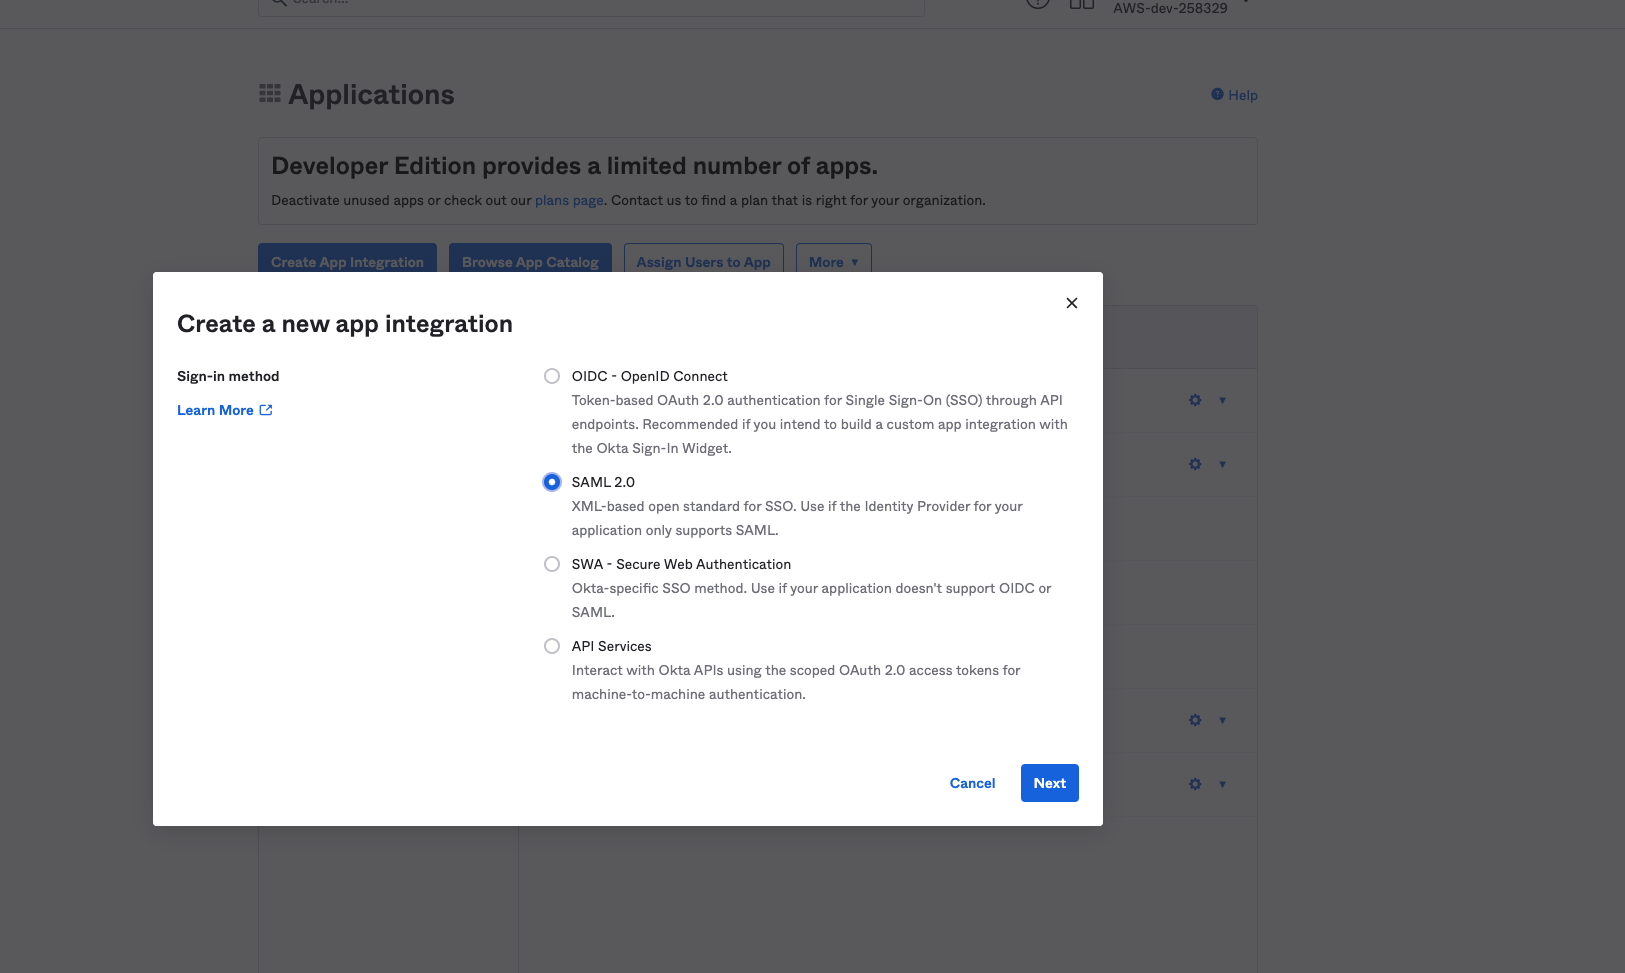 Search...
AWS-dev-258329
Applications
Help
Developer Edition provides a limited number of apps.
Deactivate unused apps or check out our plans page. Contact us to find a plan that is right for your organization.
Create App Integration
Browse App Catalog
Assign Users to App
More
Create a new app integration
Sign-in method
Learn More
OIDC - OpenID Connect
Token-based OAuth 2.0 authentication for Single Sign-On (SSO) through API
endpoints. Recommended if you intend to build a custom app integration with
the Okta Sign-In Widget.
SAML 2.0
XML-based open standard for SSO. Use if the Identity Provider for your
application only supports SAML.
SWA - Secure Web Authentication
Okta-specific SSO method. Use if your application doesn't support OIDC or
SAML.
API Services
Interact with Okta APIs using the scoped OAuth 2.0 access tokens for
machine-to-machine authentication.
Cancel
Next